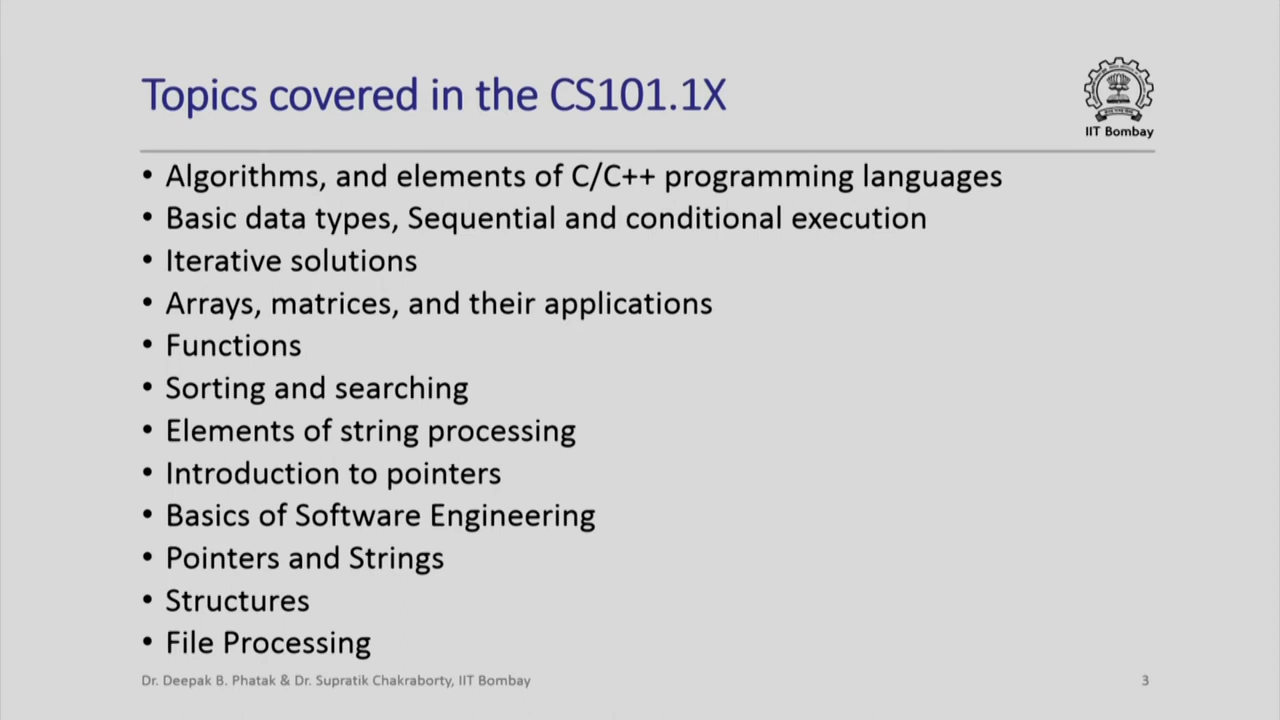 Topics covered in the CS101.1X
IIT Bombay
• Algorithms, and elements of C/C++ programming languages
• Basic data types, Sequential and conditional execution
• Iterative solutions
• Arrays, matrices, and their applications
• Functions
• Sorting and searching
• Elements of string processing
• Introduction to pointers
• Basics of Software Engineering
• Pointers and Strings
• Structures
• File Processing
Dr. Deepak B. Phatak & Dr. Supratik Chakraborty, IIT Bombay
3